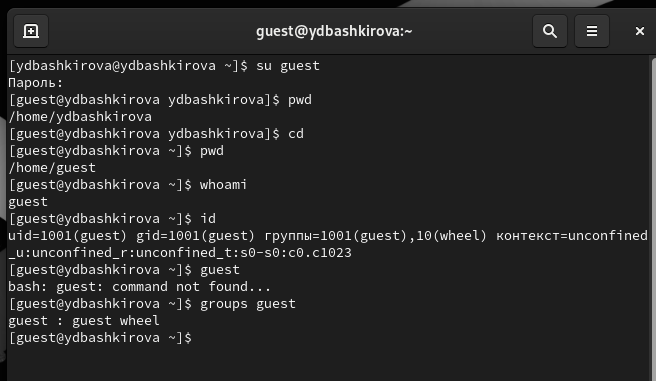 guest@ydbashkirova:~
[ydbashkirova@ydbashkirova ~]$ su guest
Пароль:
[guest@ydbashkirova ydbashkirova]$ pwd
/home/ydbashkirova
[guest@ydbashkirova ydbashkirova]$ cd
[guest@ydbashkirova ~]$ pwd
/home/guest
[guest@ydbashkirova ~]$ whoami
guest
[guest@ydbashkirova ~]$ id
uid=1001(guest) gid=1001(guest) группы=1001(guest),10(wheel) контекст=unconfined
_u:unconfined_r:unconfined_t:s0-s0:c0.c1023
[guest@ydbashkirova ~]$ guest
bash: guest: command not found...
[guest@ydbashkirova ~]$ groups guest
guest : guest wheel
[guest@ydbashkirova ~]$